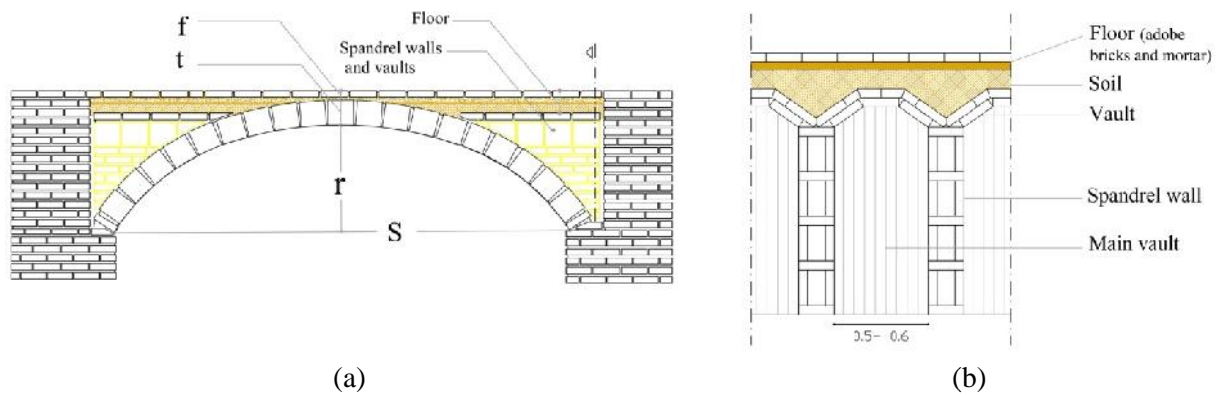 f
t
Floor
Spandrel walls
and vaults
r
S
(a)
Floor (adobe
bricks and mortar)
Soil
Vault
Spandrel wall
Main vault
0.5- 0.6
(b)